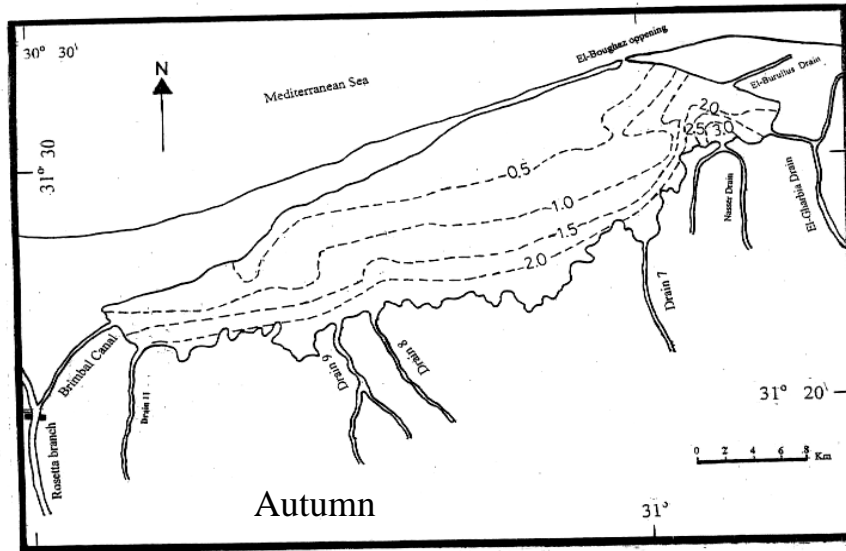 30° 30\
N
Mediterranean Sea
El-Boughaz oppening
El-Burullus Drain
31° 30
2.0
2.5
3.0
0.5
1.0
1.5
2.0
Nasser Drain
El-Gharbia Drain
Drain 7
Brimbal Canal
Drain 11
Drain 9
Drain 8
Rosetta branch
31° 20\
0 2 4 6 8
Km
Autumn
31°